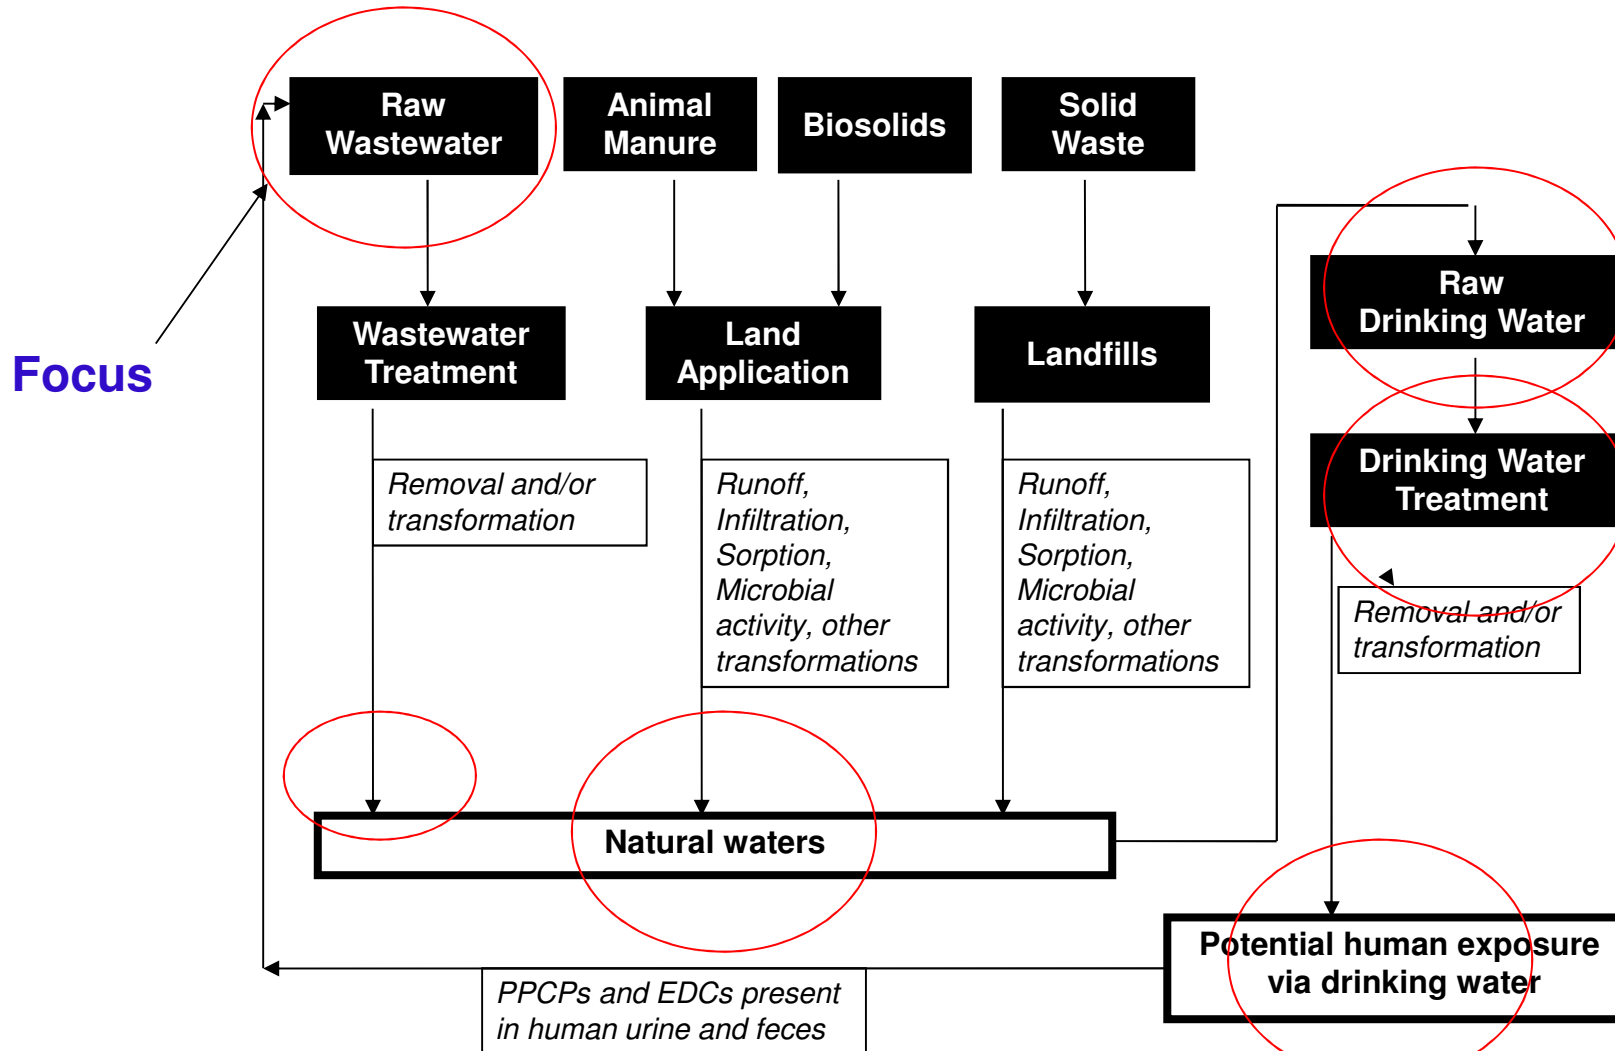 Raw
Wastewater
Animal
Manure
Biosolids
Solid
Waste
Raw
Drinking Water
Wastewater
Treatment
Land
Application
Landfills
Focus
Drinking Water
Treatment
Removal and/or
transformation
Runoff,
Infiltration,
Sorption,
Microbial
activity, other
transformations
Runoff,
Infiltration,
Sorption,
Microbial
activity, other
transformations
Removal and/or
transformation
Natural waters
Potential human exposure
via drinking water
PPCPs and EDCs present
in human urine and feces